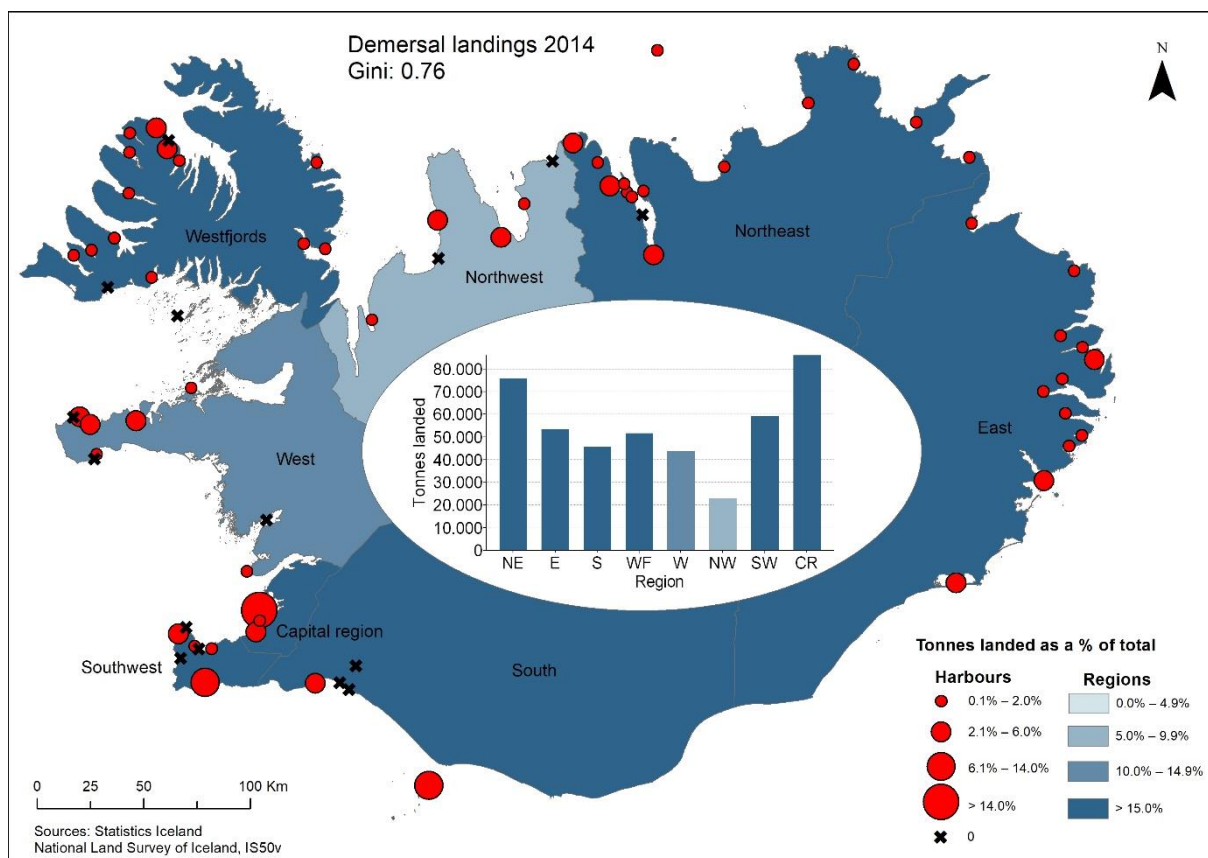 Demersal landings 2014
Gini: 0.76
N
Westfjords
Northwest
Northeast
West
East
Capital region
Southwest
South
Tonnes landed
80.000
70.000
60.000
50.000
40.000
30.000
20.000
10.000
0
NE E S WF W NW SW CR
Region
Tonnes landed as a % of total
Harbours
0.1% – 2.0%
2.1% – 6.0%
6.1% – 14.0%
> 14.0%
0
Regions
0.0% – 4.9%
5.0% – 9.9%
10.0% – 14.9%
> 15.0%
0 25 50 100 Km
Sources: Statistics Iceland
National Land Survey of Iceland, IS50v